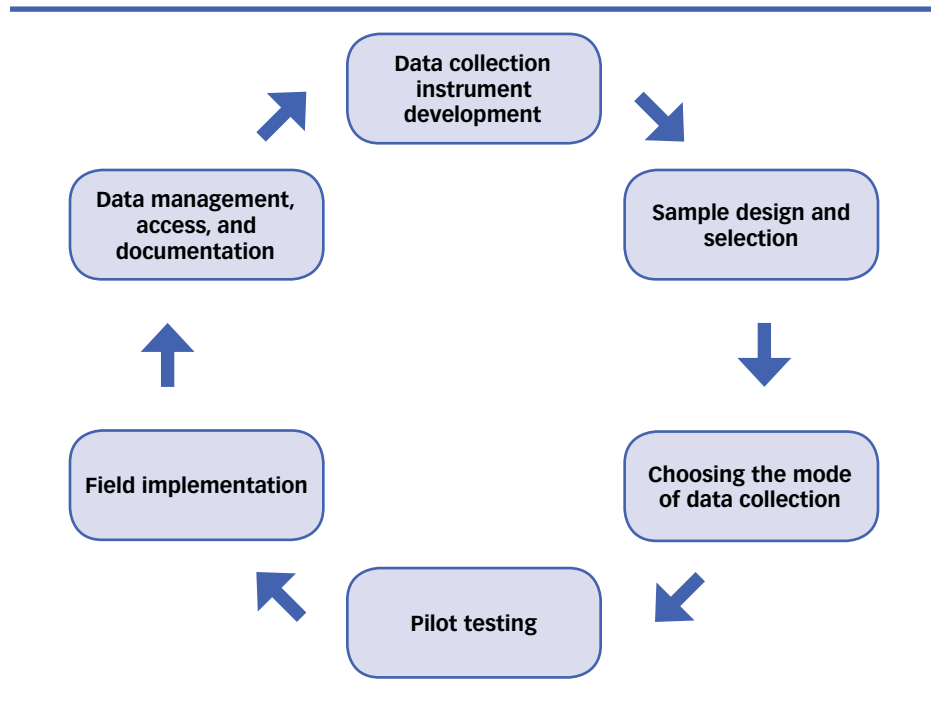 Data collection
instrument
development
Sample design and
selection
Choosing the mode
of data collection
Pilot testing
Field implementation
Data management,
access, and
documentation